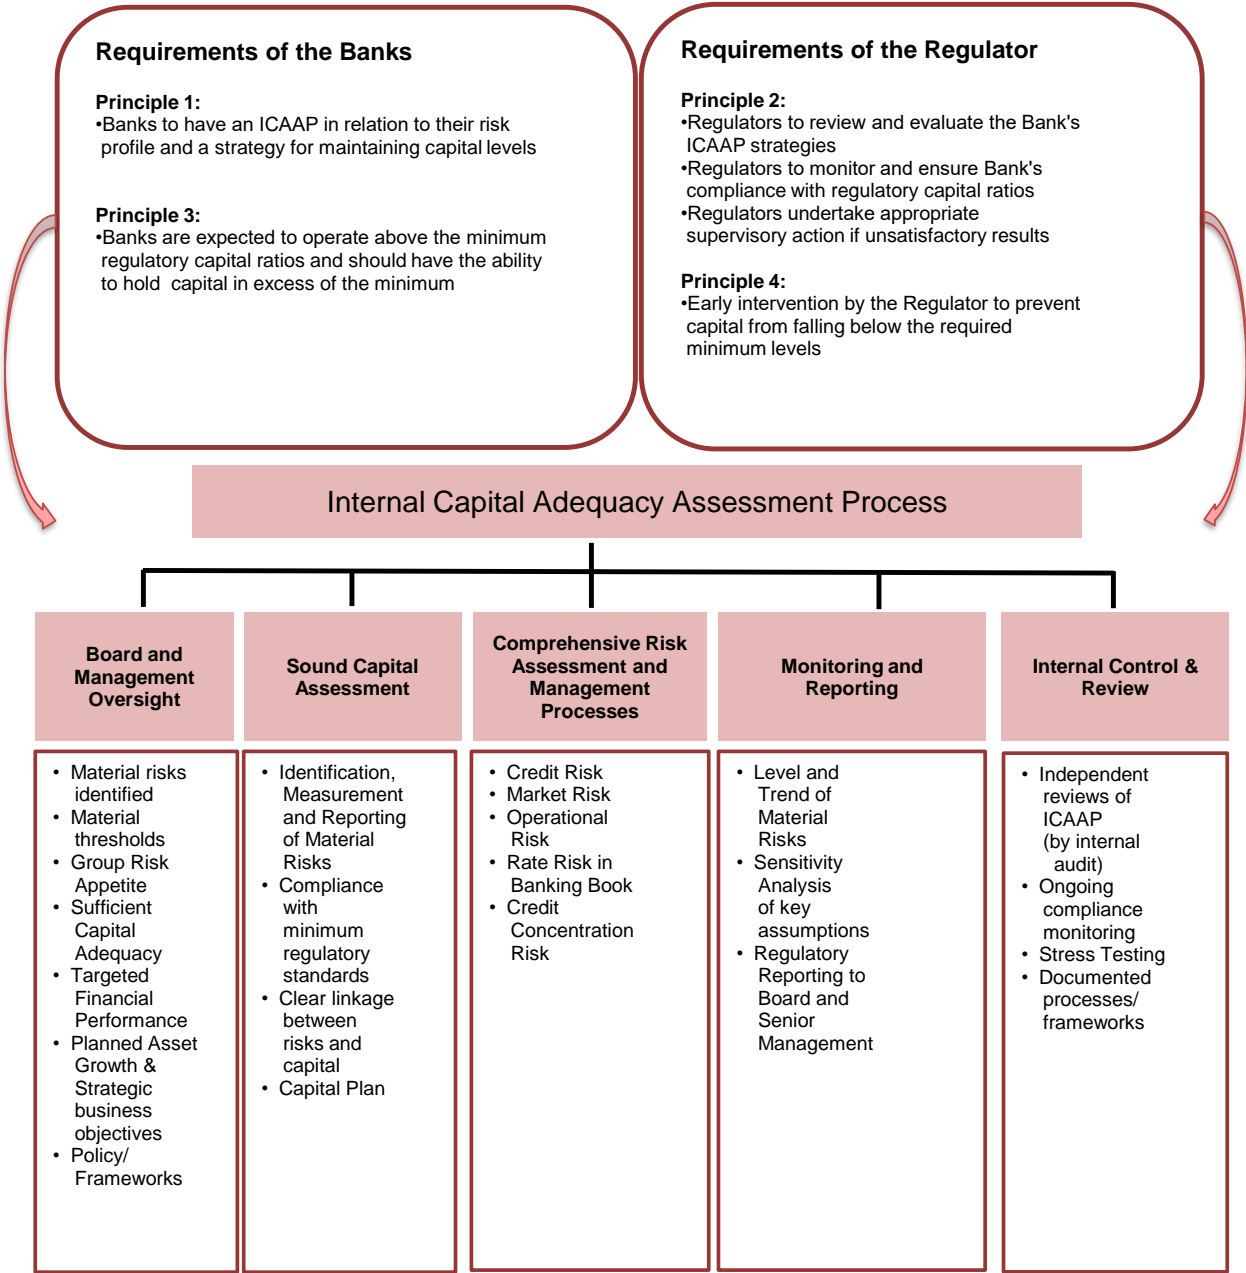 Requirements of the Banks
Principle 1:
•Banks to have an ICAAP in relation to their risk
profile and a strategy for maintaining capital levels
Principle 3:
•Banks are expected to operate above the minimum
regulatory capital ratios and should have the ability
to hold capital in excess of the minimum
Requirements of the Regulator
Principle 2:
•Regulators to review and evaluate the Bank's
ICAAP strategies
•Regulators to monitor and ensure Bank's
compliance with regulatory capital ratios
•Regulators undertake appropriate
supervisory action if unsatisfactory results
Principle 4:
•Early intervention by the Regulator to prevent
capital from falling below the required
minimum levels
Internal Capital Adequacy Assessment Process
Board and
Management
Oversight
• Material risks
identified
• Material
thresholds
• Group Risk
Appetite
• Sufficient
Capital
Adequacy
• Targeted
Financial
Performance
• Planned Asset
Growth &
Strategic
business
objectives
• Policy/
Frameworks
Sound Capital
Assessment
• Identification,
Measurement
and Reporting
of Material
Risks
• Compliance
with
minimum
regulatory
standards
• Clear linkage
between
risks and
capital
• Capital Plan
Comprehensive Risk
Assessment and
Management
Processes
• Credit Risk
• Market Risk
• Operational
Risk
• Rate Risk in
Banking Book
• Credit
Concentration
Risk
Monitoring and
Reporting
• Level and
Trend of
Material
Risks
• Sensitivity
Analysis
of key
assumptions
• Regulatory
Reporting to
Board and
Senior
Management
Internal Control &
Review
• Independent
reviews of
ICAAP
(by internal
audit)
• Ongoing
compliance
monitoring
• Stress Testing
• Documented
processes/
frameworks